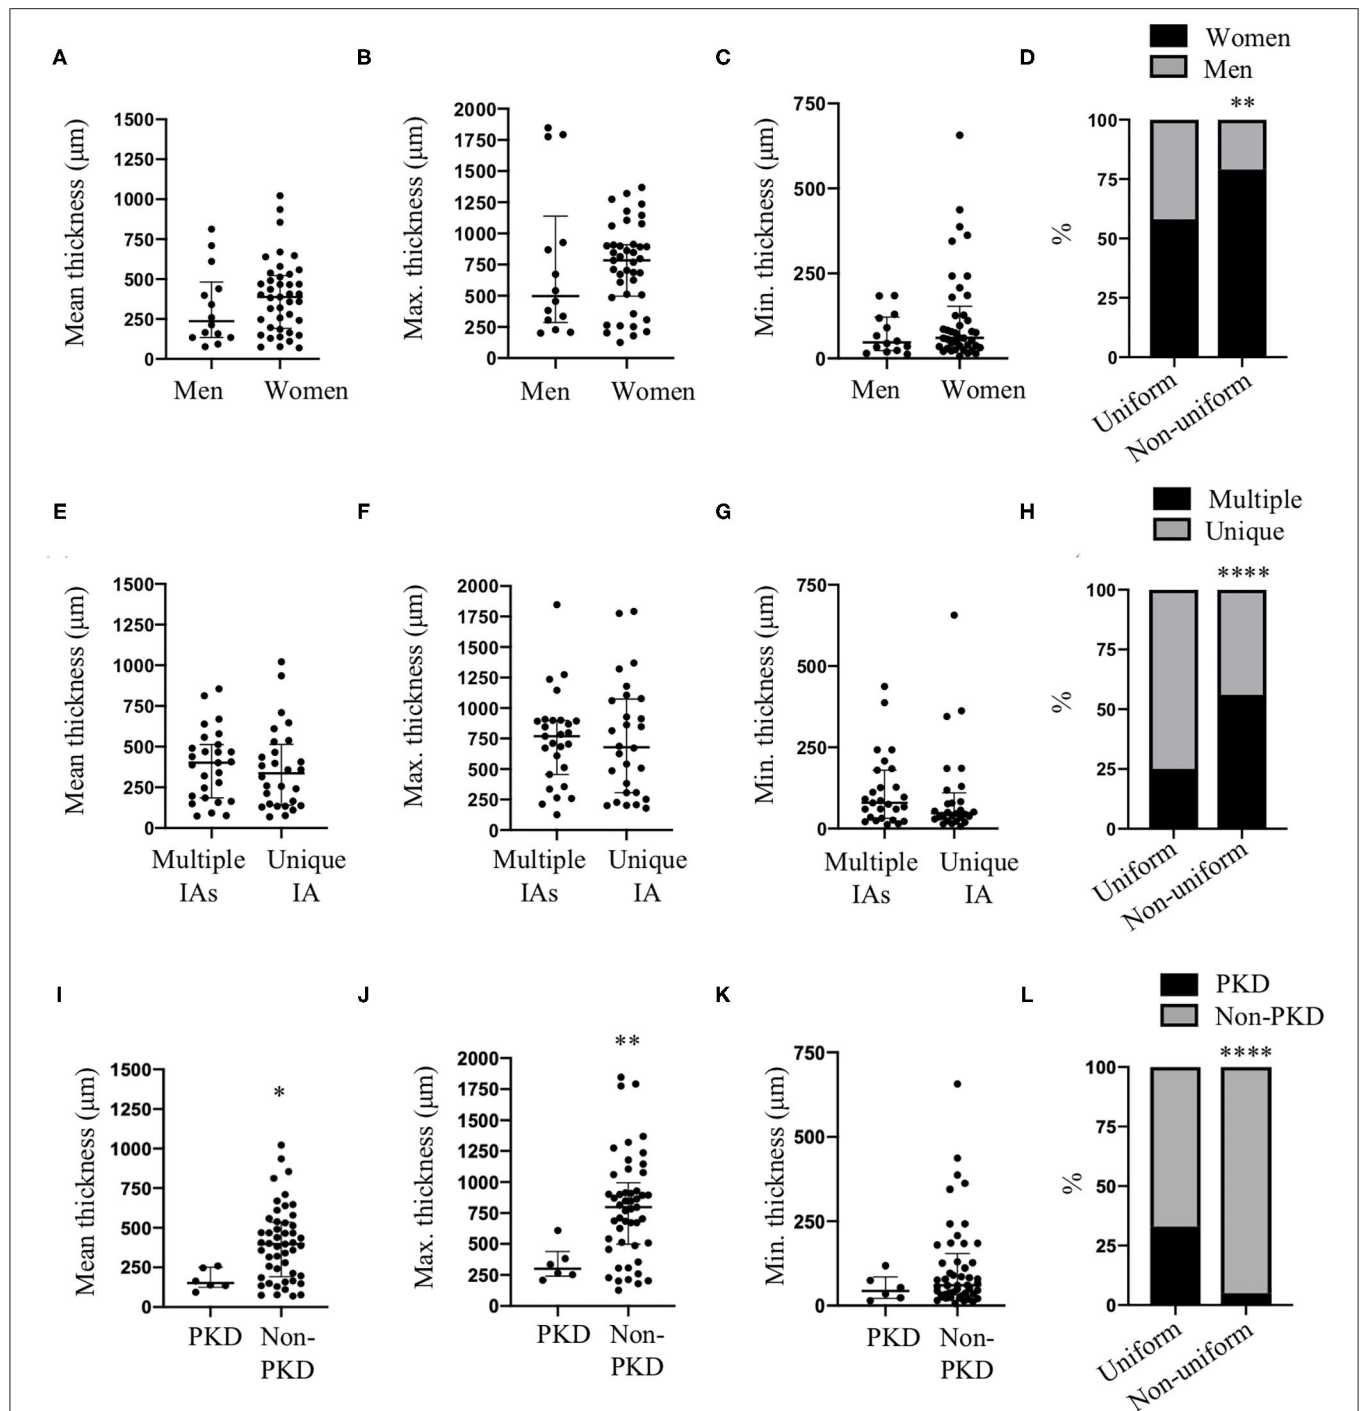 A
Mean thickness (μm)
1500
1250
1000
750
500
250
0
Men Women
B
Max. thickness (μm)
2000
1750
1500
1250
1000
750
500
250
0
Men Women
C
Min. thickness (μm)
750
500
250
0
Men Women
D
Women
Men
**
%
100
75
50
25
0
Uniform
Non-uniform
E
Mean thickness (μm)
1500
1250
1000
750
500
250
0
Multiple Unique
IAs IA
F
Max. thickness (μm)
2000
1750
1500
1250
1000
750
500
250
0
Multiple Unique
IAs IA
G
Min. thickness (μm)
750
500
250
0
Multiple Unique
IAs IA
H
Multiple
Unique
****
%
100
75
50
25
0
Uniform
Non-uniform
I
Mean thickness (μm)
1500
1250
1000
750
500
250
0
*
PKD Non-
PKD
J
Max. thickness (μm)
2000
1750
1500
1250
1000
750
500
250
0
**
PKD Non-
PKD
K
Min. thickness (μm)
750
500
250
0
PKD Non-
PKD
L
PKD
Non-PKD
****
%
100
75
50
25
0
Uniform
Non-uniform